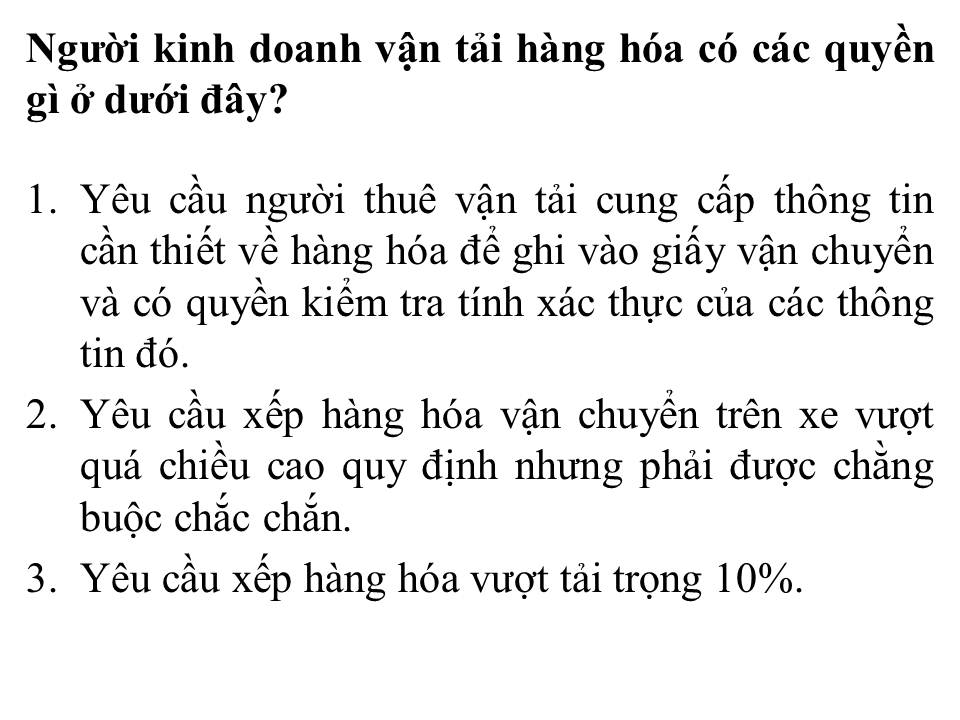 Người kinh doanh vận tải hàng hóa có các quyền
gì ở dưới đây?
1. Yêu cầu người thuê vận tải cung cấp thông tin
cần thiết về hàng hóa để ghi vào giấy vận chuyển
và có quyền kiểm tra tính xác thực của các thông
tin đó.
2. Yêu cầu xếp hàng hóa vận chuyển trên xe vượt
quá chiều cao quy định nhưng phải được chằng
buộc chắc chắn.
3. Yêu cầu xếp hàng hóa vượt tải trọng 10%.